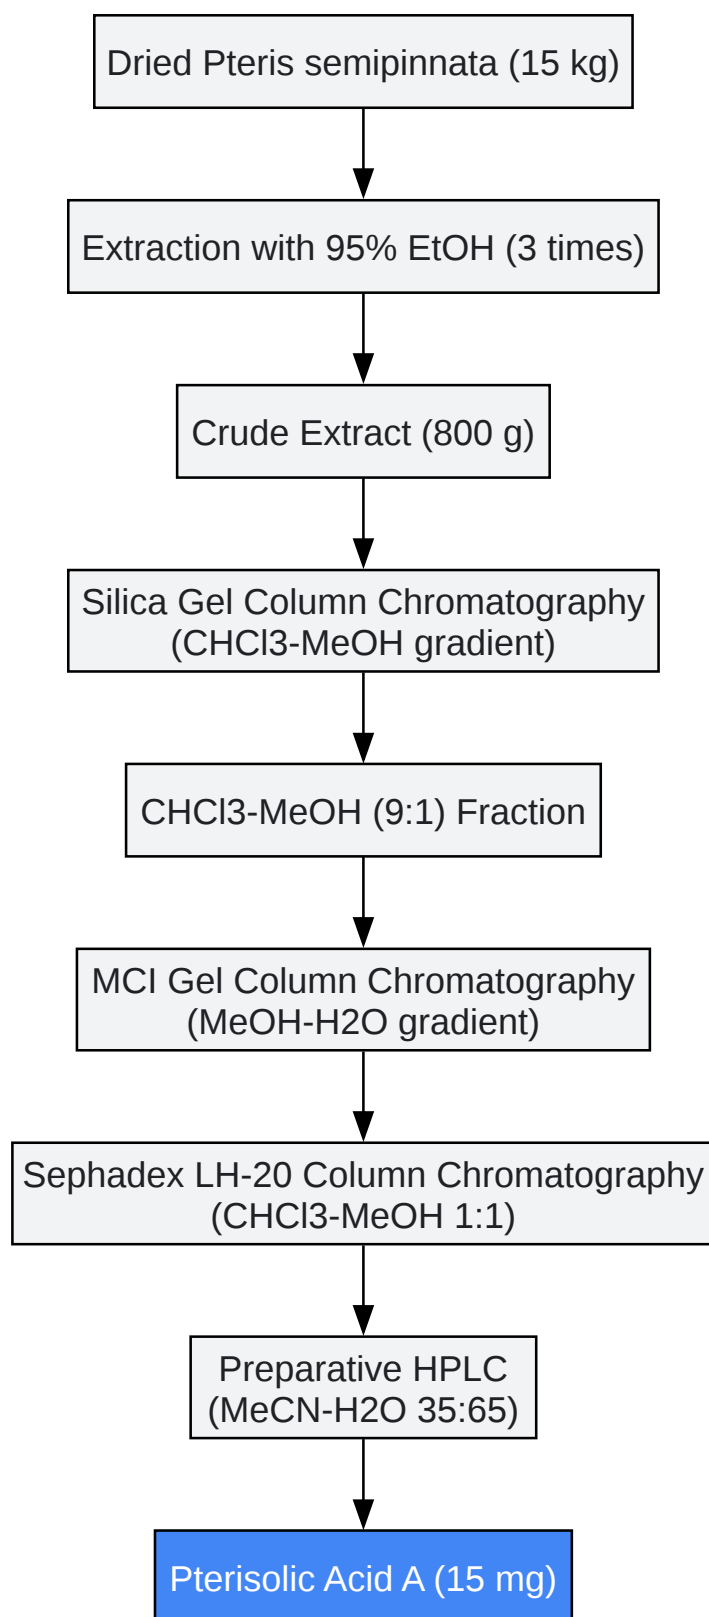 Dried Pteris semipinnata (15 kg)
Extraction with 95% EtOH (3 times)
Crude Extract (800 g)
Silica Gel Column Chromatography
(CHCl3-MeOH gradient)
CHCl3-MeOH (9:1) Fraction
MCI Gel Column Chromatography
(MeOH-H2O gradient)
Sephadex LH-20 Column Chromatography
(CHCl3-MeOH 1:1)
Preparative HPLC
(MeCN-H2O 35:65)
Pterisolic Acid A (15 mg)